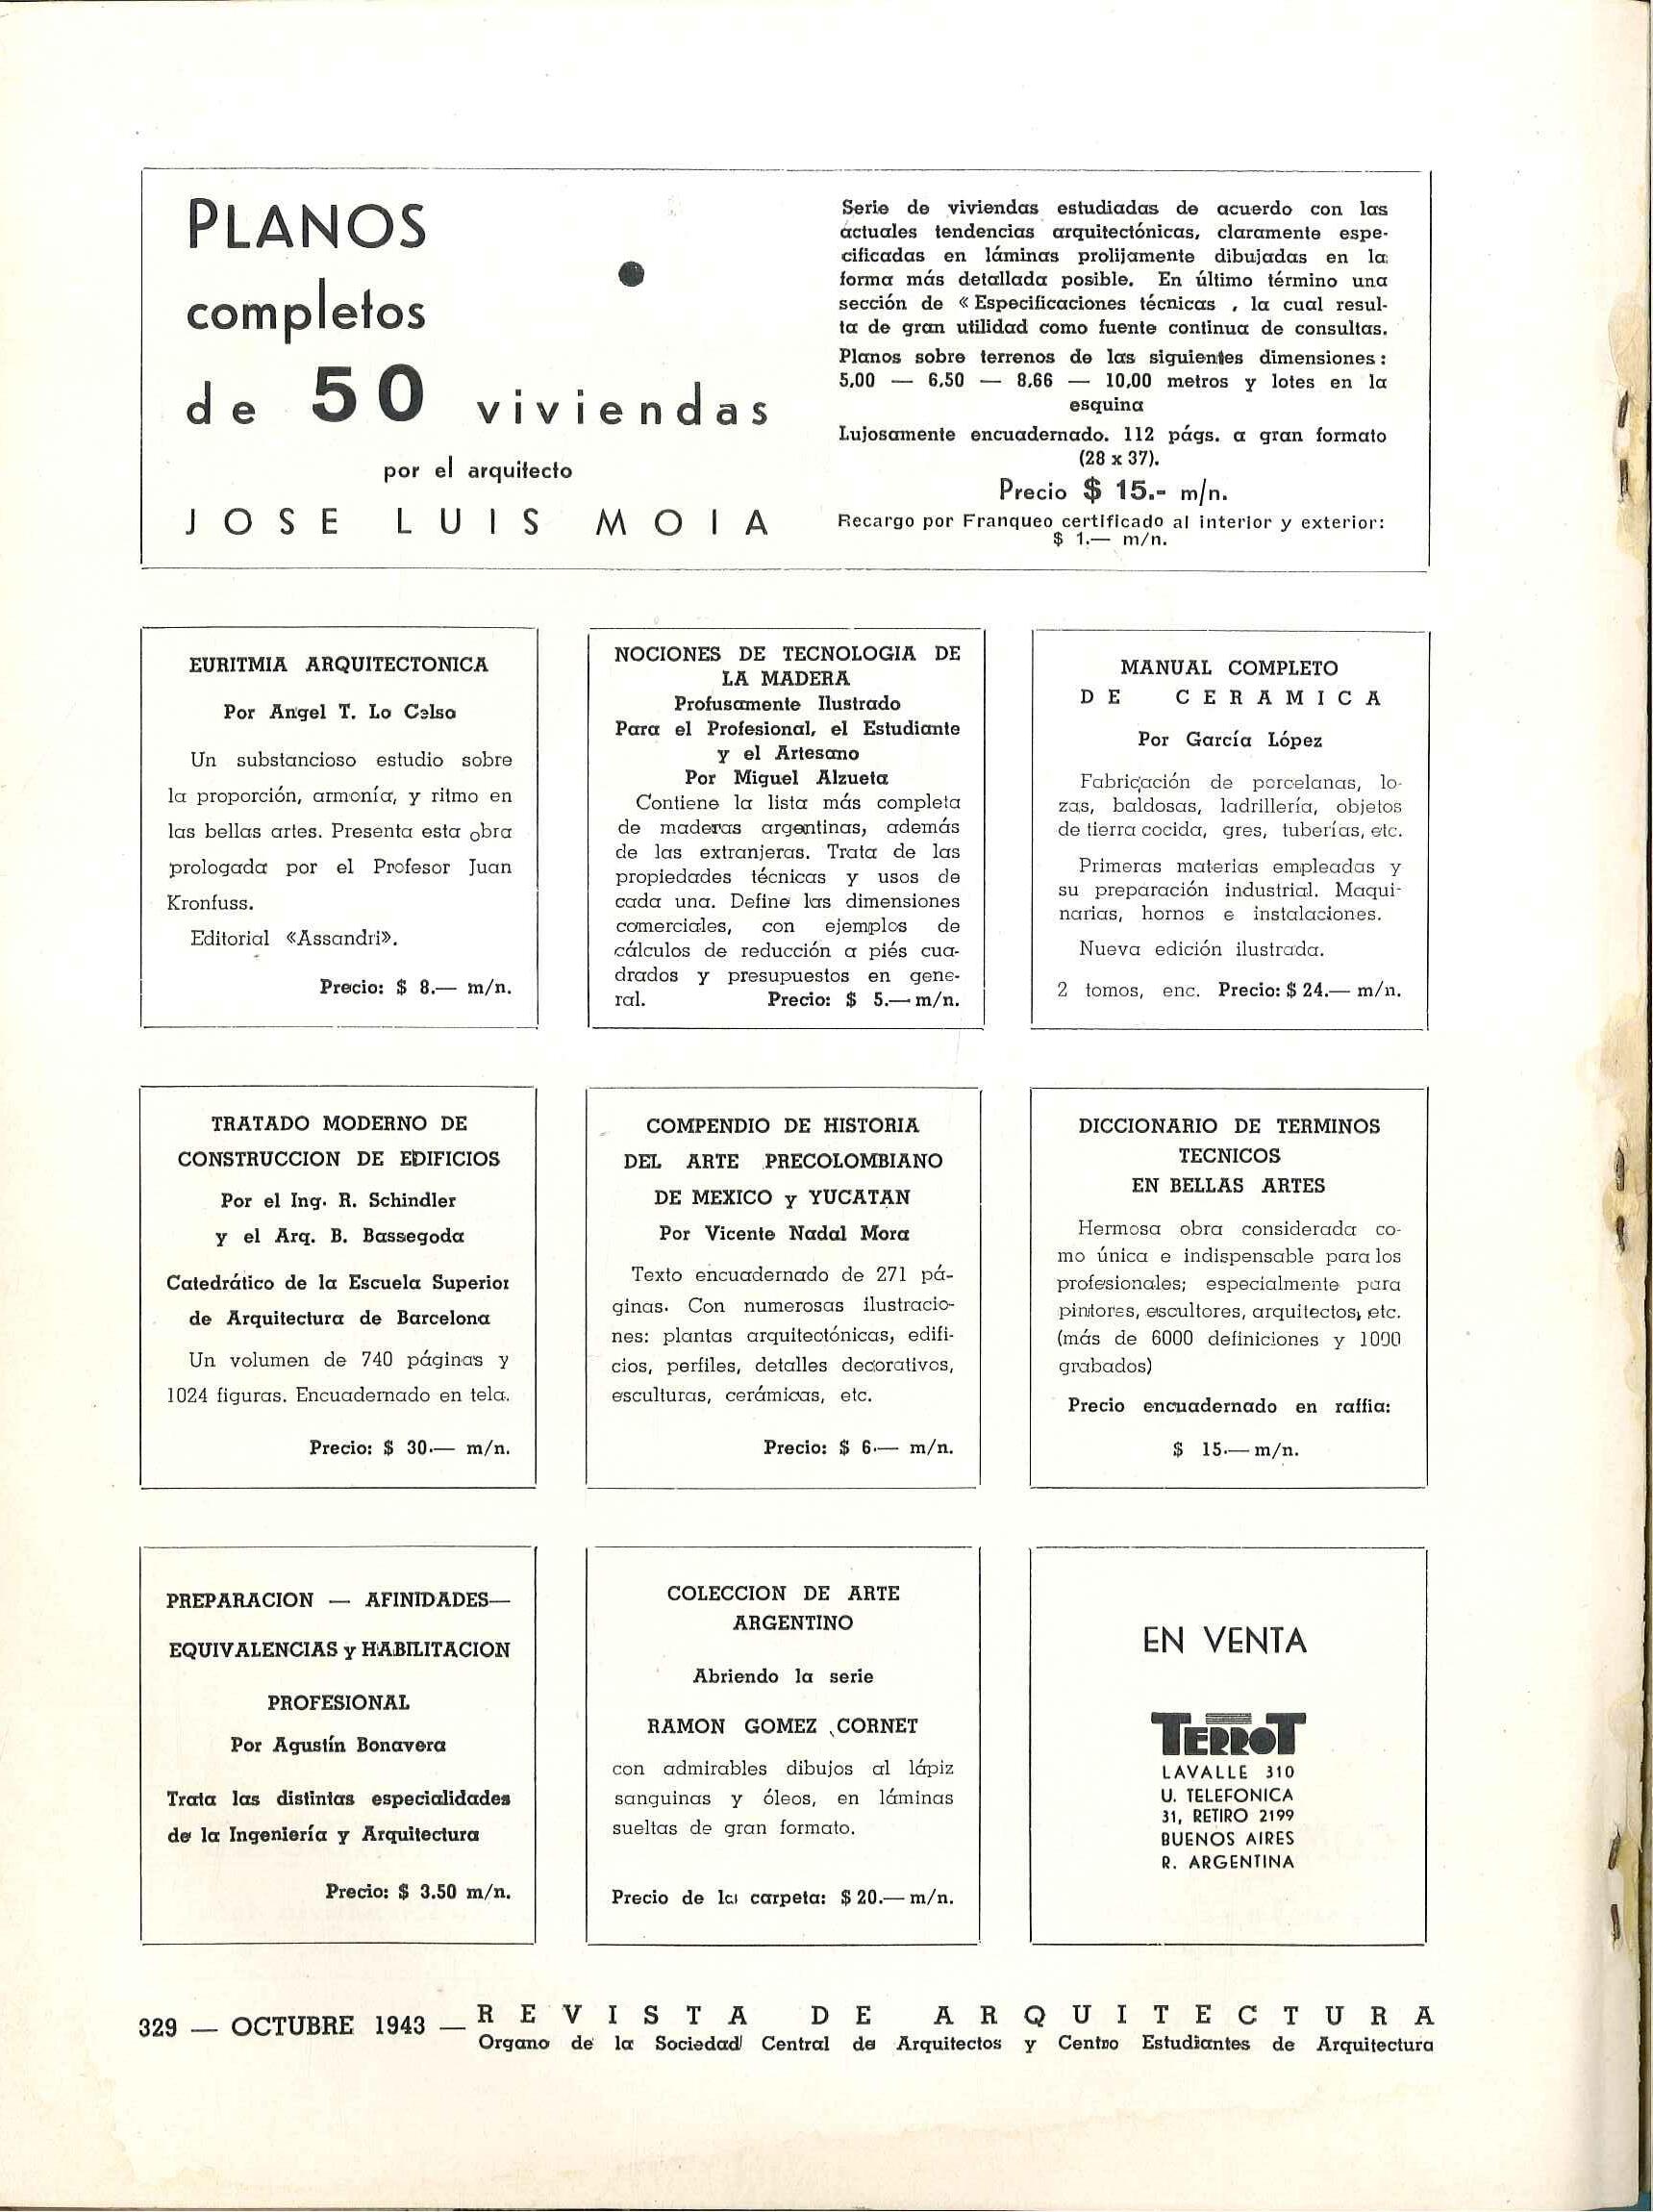 PLANOS
completos
de 50 viviendas
por el arquitecto
JOSE LUIS MOIA
Serie de viviendas estudiadas de acuerdo con las
actuales tendencias arquitectónicas, claramente espe-
cificadas en láminas prolijamente dibujadas en la
forma más detallada posible. En último término una
sección de « Especificaciones técnicas , la cual resul-
ta de gran utilidad como fuente continua de consultas.
Planos sobre terrenos de las siguientes dimensiones:
5,00 — 6,50 — 8,66 — 10,00 metros y lotes en la
esquina
Lujosamente encuadernado. 112 págs. a gran formato
(28 x 37).
Precio $ 15.- m/n.
Recargo por Franqueo certificado al interior y exterior:
$ 1.— m/n.
EURITMIA ARQUITECTONICA
Por Angel T. Lo Celso
Un substancioso estudio sobre
la proporción, armonía, y ritmo en
las bellas artes. Presenta esta obra
prologada por el Profesor Juan
Kronfuss.
Editorial «Assandri».
Precio: $ 8.— m/n.
NOCIONES DE TECNOLOGIA DE
LA MADERA
Profusamente Ilustrado
Para el Profesional, el Estudiante
y el Artesano
Por Miguel Alzueta
Contiene la lista más completa
de maderas argentinas, además
de las extranjeras. Trata de las
propiedades técnicas y usos de
cada una. Define las dimensiones
comerciales, con ejemplos de
cálculos de reducción a piés cua-
drados y presupuestos en gene-
ral. Precio: $ 5.— m/n.
MANUAL COMPLETO
DE CERAMICA
Por García López
Fabricación de porcelanas, lo-
zas, baldosas, ladrillería, objetos
de tierra cocida, gres, tuberías, etc.
Primeras materias empleadas y
su preparación industrial. Maqui-
narias, hornos e instalaciones.
Nueva edición ilustrada.
2 tomos, enc. Precio: $ 24.— m/n.
TRATADO MODERNO DE
CONSTRUCCION DE EDIFICIOS
Por el Ing. R. Schindler
y el Arq. B. Bassegoda
Catedrático de la Escuela Superior
de Arquitectura de Barcelona
Un volumen de 740 páginas y
1024 figuras. Encuadernado en tela.
Precio: $ 30.— m/n.
COMPENDIO DE HISTORIA
DEL ARTE PRECOLOMBIANO
DE MEXICO y YUCATAN
Por Vicente Nadal Mora
Texto encuadernado de 271 pá-
ginas. Con numerosas ilustracio-
nes: plantas arquitectónicas, edifi-
cios, perfiles, detalles decorativos,
esculturas, cerámicas, etc.
Precio: $ 6.— m/n.
DICCIONARIO DE TERMINOS
TECNICOS
EN BELLAS ARTES
Hermosa obra considerada co-
mo única e indispensable para los
profesionales; especialmente para
pintores, escultores, arquitectos, etc.
(más de 6000 definiciones y 1000
grabados)
Precio encuadernado en raffia:
$ 15.— m/n.
PREPARACION — AFINIDADES—
EQUIVALENCIAS y HABILITACION
PROFESIONAL
Por Agustín Bonavera
Trata las distintas especialidades
de la Ingeniería y Arquitectura
Precio: $ 3.50 m/n.
COLECCION DE ARTE
ARGENTINO
Abriendo la serie
RAMON GOMEZ CORNET
con admirables dibujos al lápiz
sanguinas y óleos, en láminas
sueltas de gran formato.
Precio de la carpeta: $ 20.— m/n.
EN VENTA
TERROT
LAVALLE 310
U. TELEFONICA
31, RETIRO 2199
BUENOS AIRES
R. ARGENTINA
329 — OCTUBRE 1943 — REVISTA DE ARQUITECTURA
Organo de la Sociedad Central de Arquitectos y Centro Estudiantes de Arquitectura